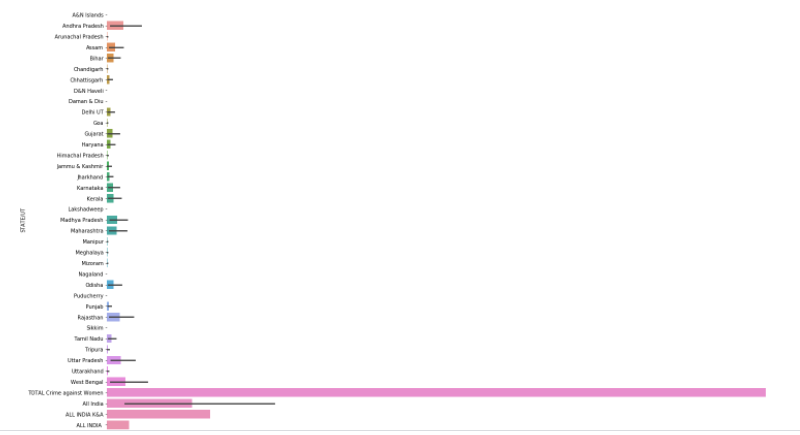 A&N Islands
Andhra Pradesh
Arunachal Pradesh
Assam
Bihar
Chandigarh
Chhattisgarh
D&N Haveli
Daman & Diu
Delhi UT
Goa
Gujarat
Haryana
Himachal Pradesh
Jammu & Kashmir
Jharkhand
Karnataka
Kerala
Lakshadweep
Madhya Pradesh
Maharashtra
Manipur
Meghalaya
Mizoram
Nagaland
Odisha
Puducherry
Punjab
Rajasthan
Sikkim
Tamil Nadu
Tripura
Uttar Pradesh
Uttarakhand
West Bengal
TOTAL Crime against Women
All India
ALL INDIA K&A
ALL INDIA
STATE/UT